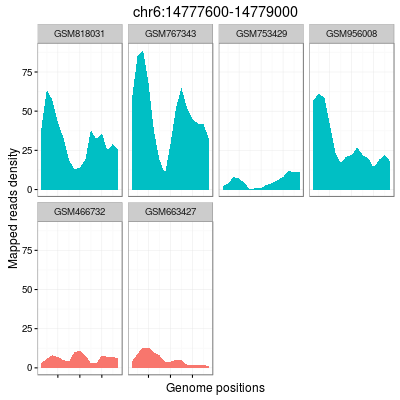 chr6:14777600-14779000
GSM818031 GSM767343 GSM753429 GSM956008
75
50
25
0
GSM466732 GSM663427
75
50
25
0
Mapped reads density
Genome positions